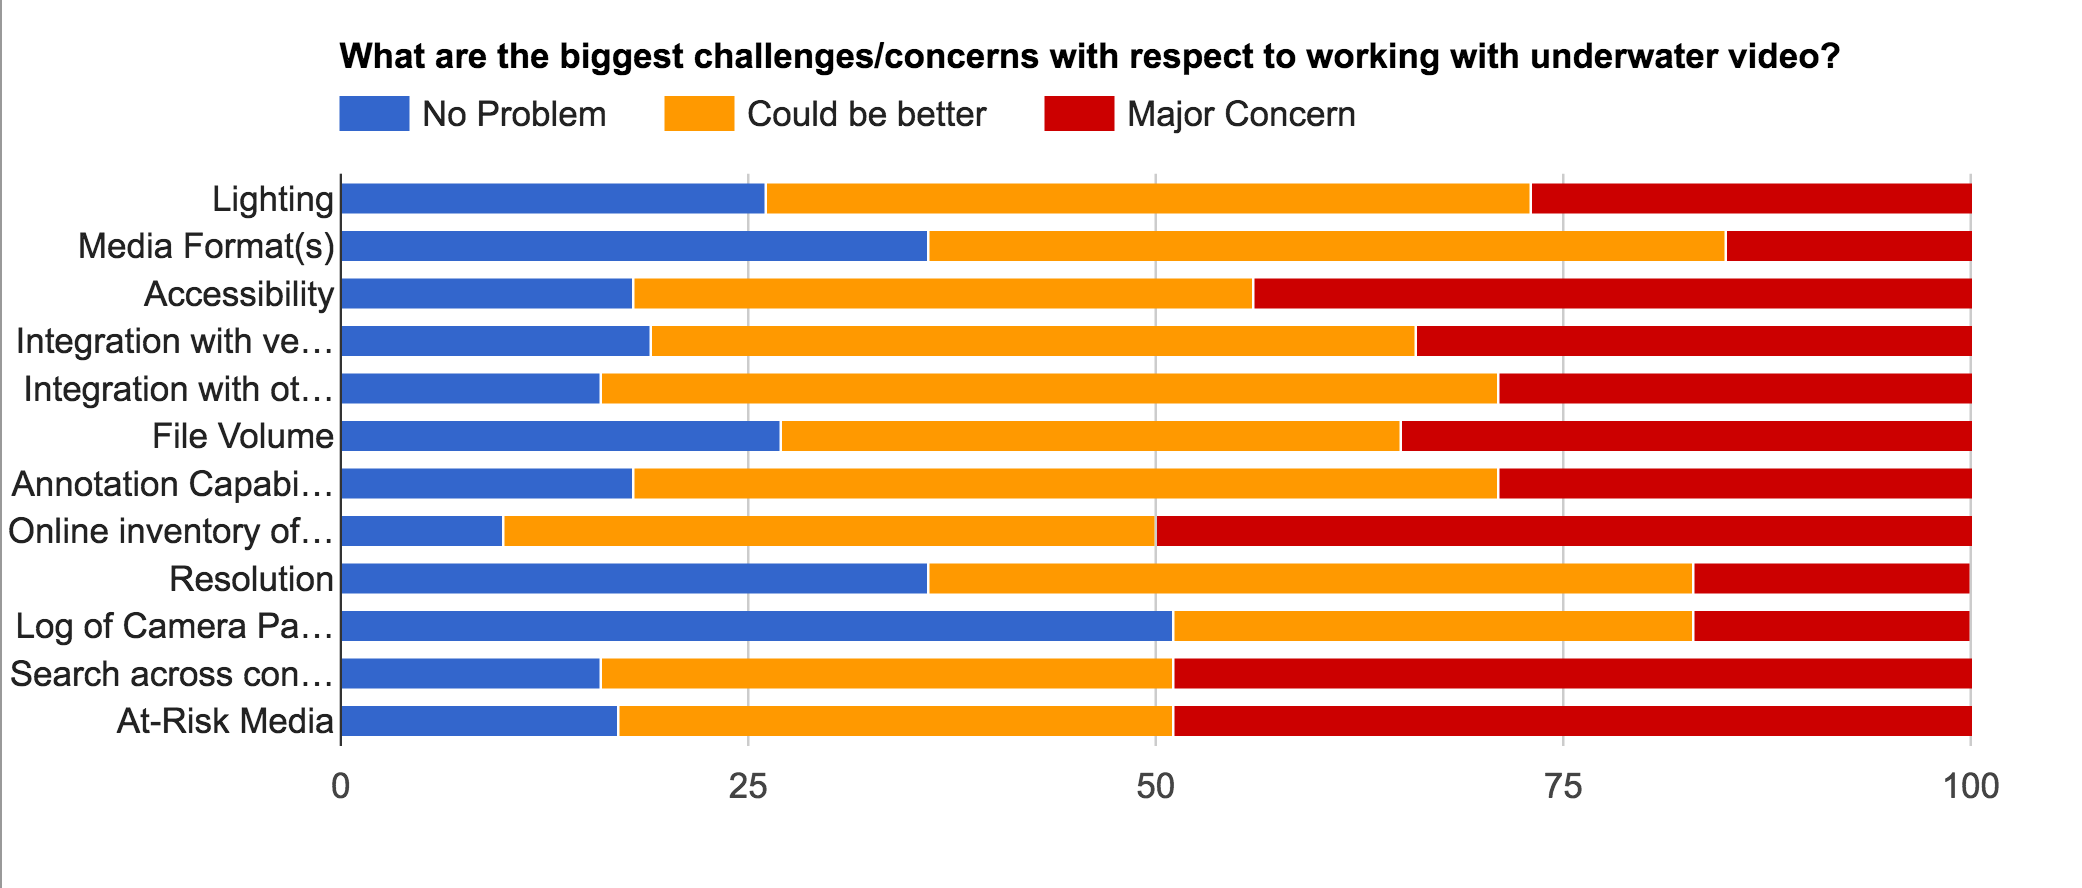 What are the biggest challenges/concerns with respect to working with underwater video?
No Problem Could be better Major Concern
Lighting
Media Format(s)
Accessibility
Integration with ve…
Integration with ot…
File Volume
Annotation Capabi…
Online inventory of…
Resolution
Log of Camera Pa…
Search across con…
At-Risk Media
0 25 50 75 100